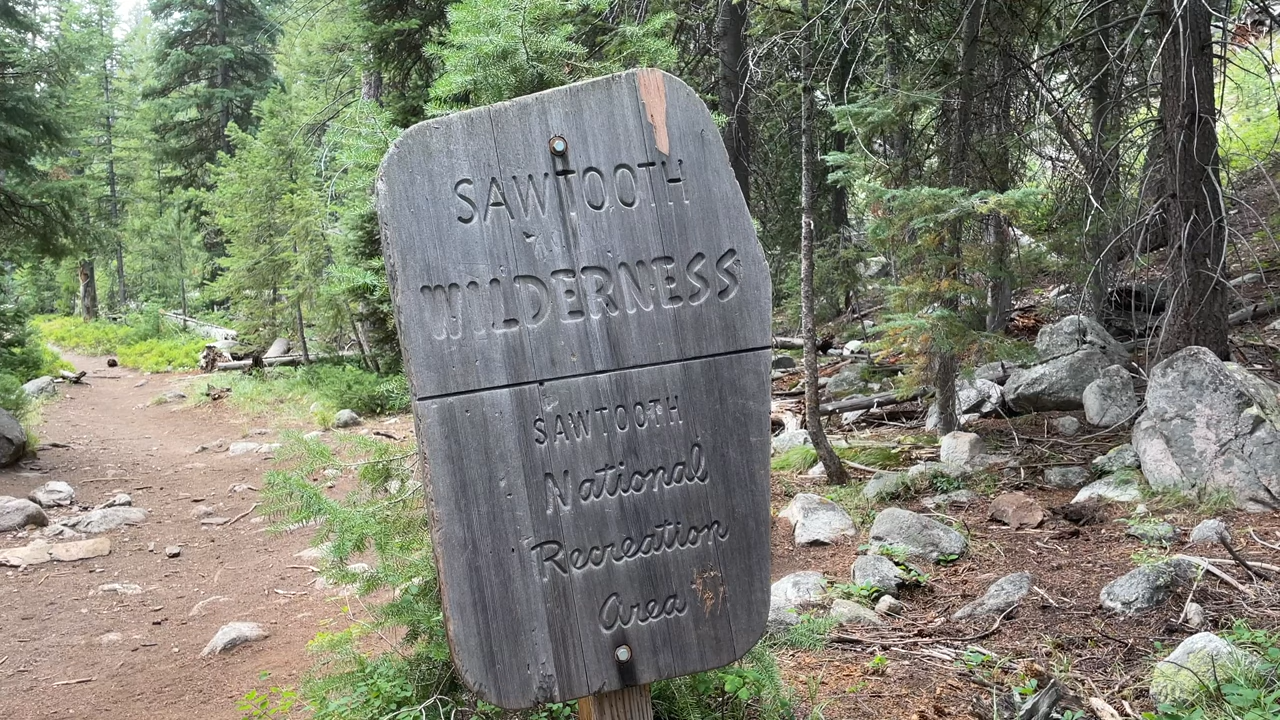 SAWTOOTH
WILDERNESS
SAWTOOTH
National
Recreation
Area